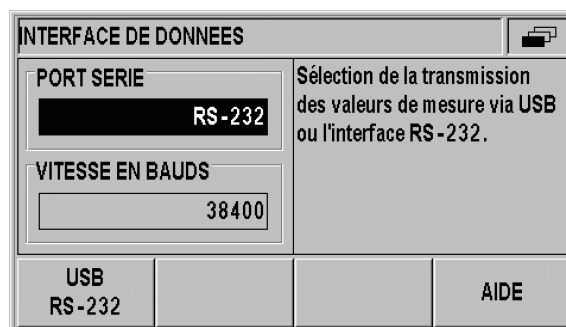 INTERFACE DE DONNEES
PORT SERIE
RS-232
VITESSE EN BAUDS
38400
Sélection de la transmission
des valeurs de mesure via USB
ou l'interface RS-232.
USB
RS-232
AIDE